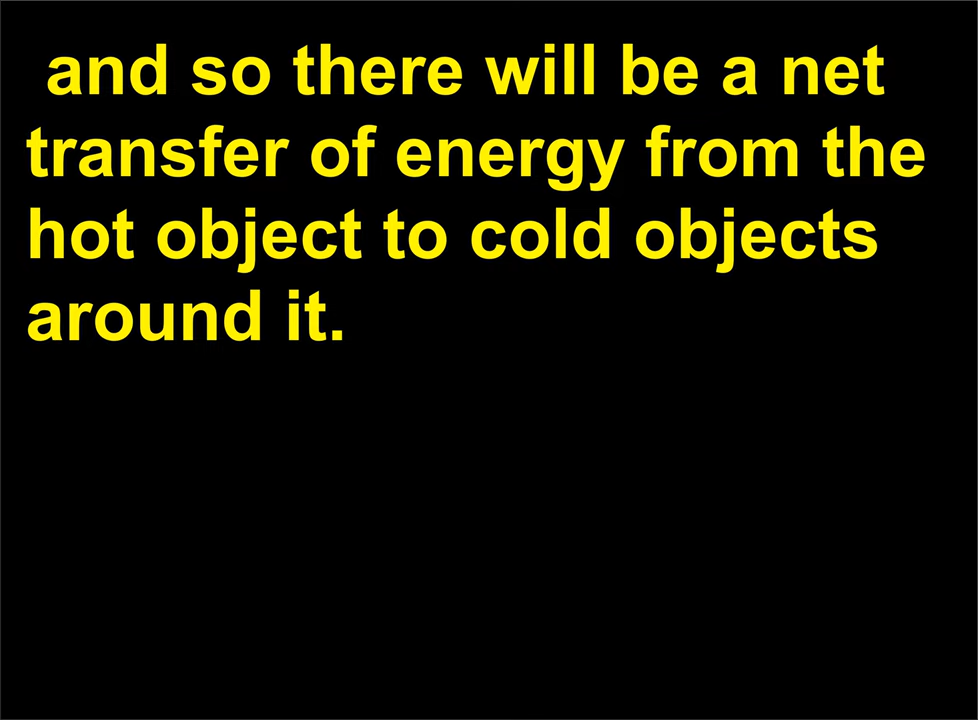 and so there will be a net
transfer of energy from the
hot object to cold objects
around it.